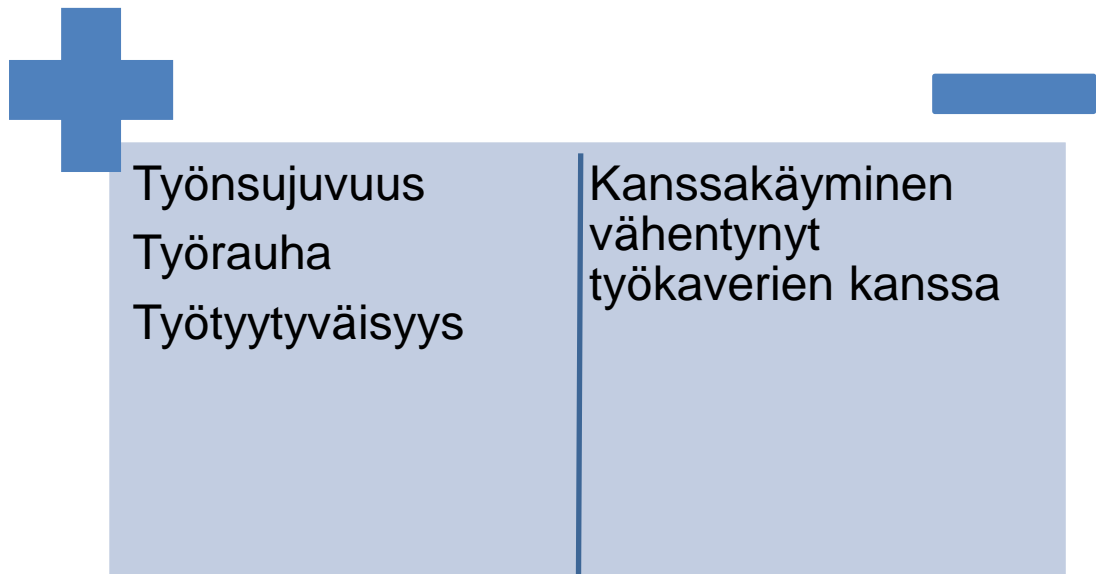 Työnsujuvuus
Työrauha
Työtyytyväisyys
Kanssakäyminen
vähentynyt
työkaverien kanssa